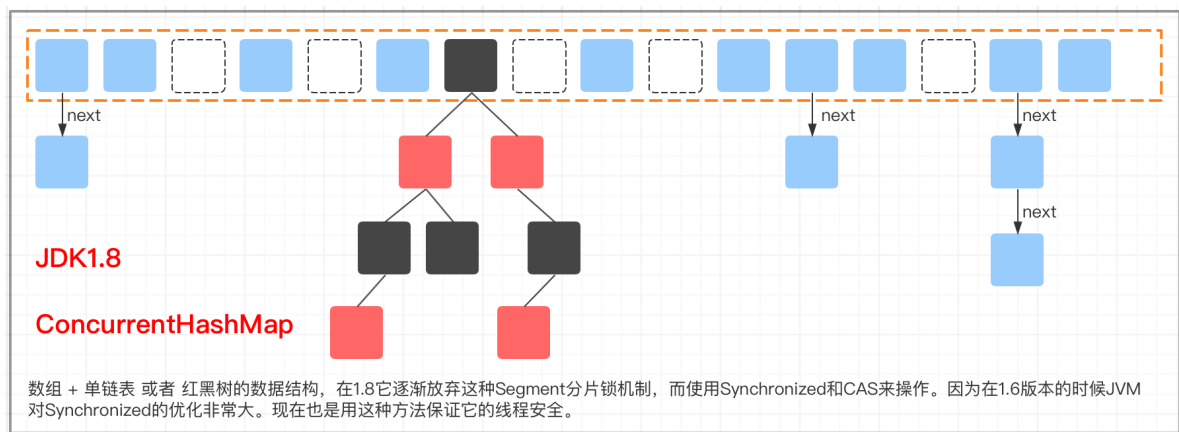 next
next
next
next
JDK1.8
ConcurrentHashMap
数组 + 单链表 或者 红黑树的数据结构，在1.8它逐渐放弃这种Segment分片锁机制，而使用Synchronized和CAS来操作。因为在1.6版本的时候JVM
对Synchronized的优化非常大。现在也是用这种方法保证它的线程安全。